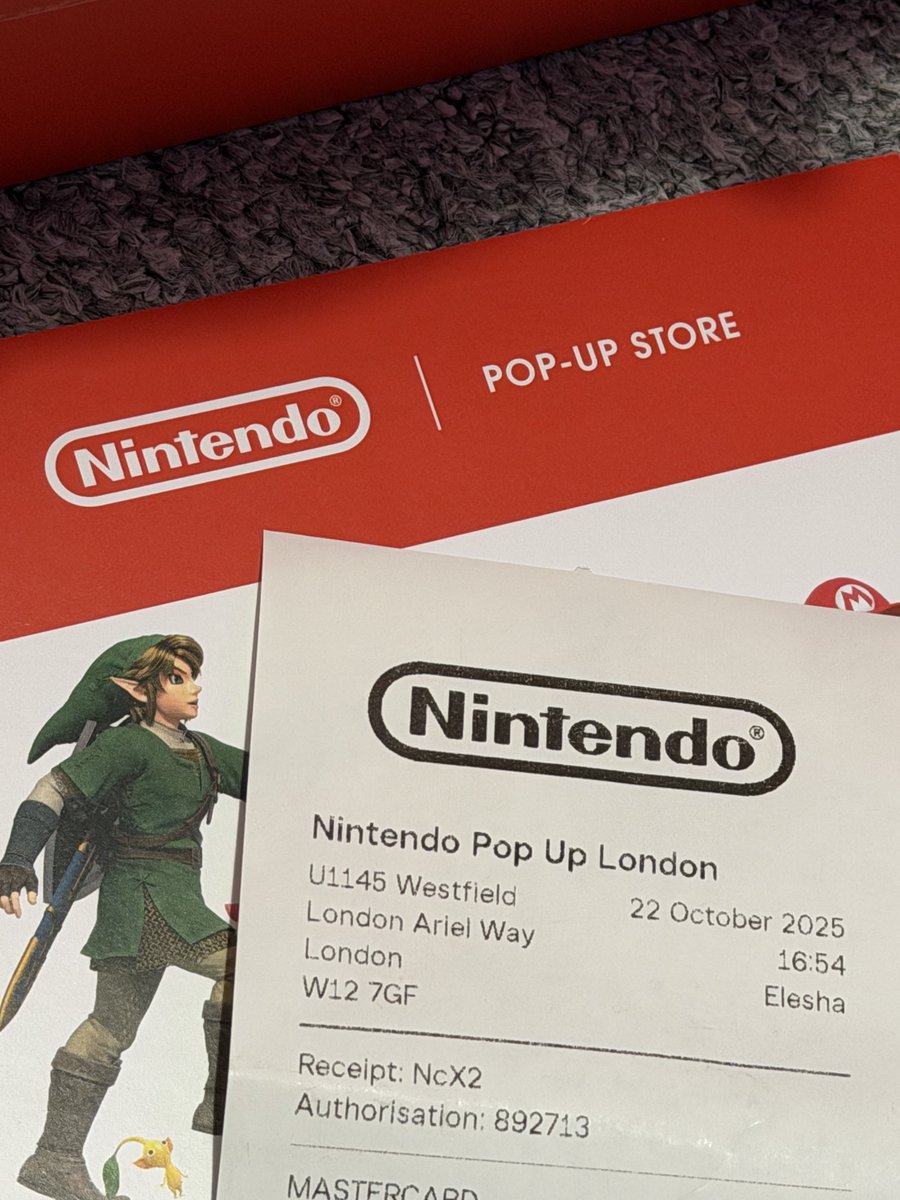 Nintendo®
POP-UP STORE
M
Nintendo®
Nintendo Pop Up London
U1145 Westfield
London Ariel Way
London
W12 7GF
22 October 2025
16:54
Elesha
Receipt: NcX2
Authorisation: 892713
MASTERCARD